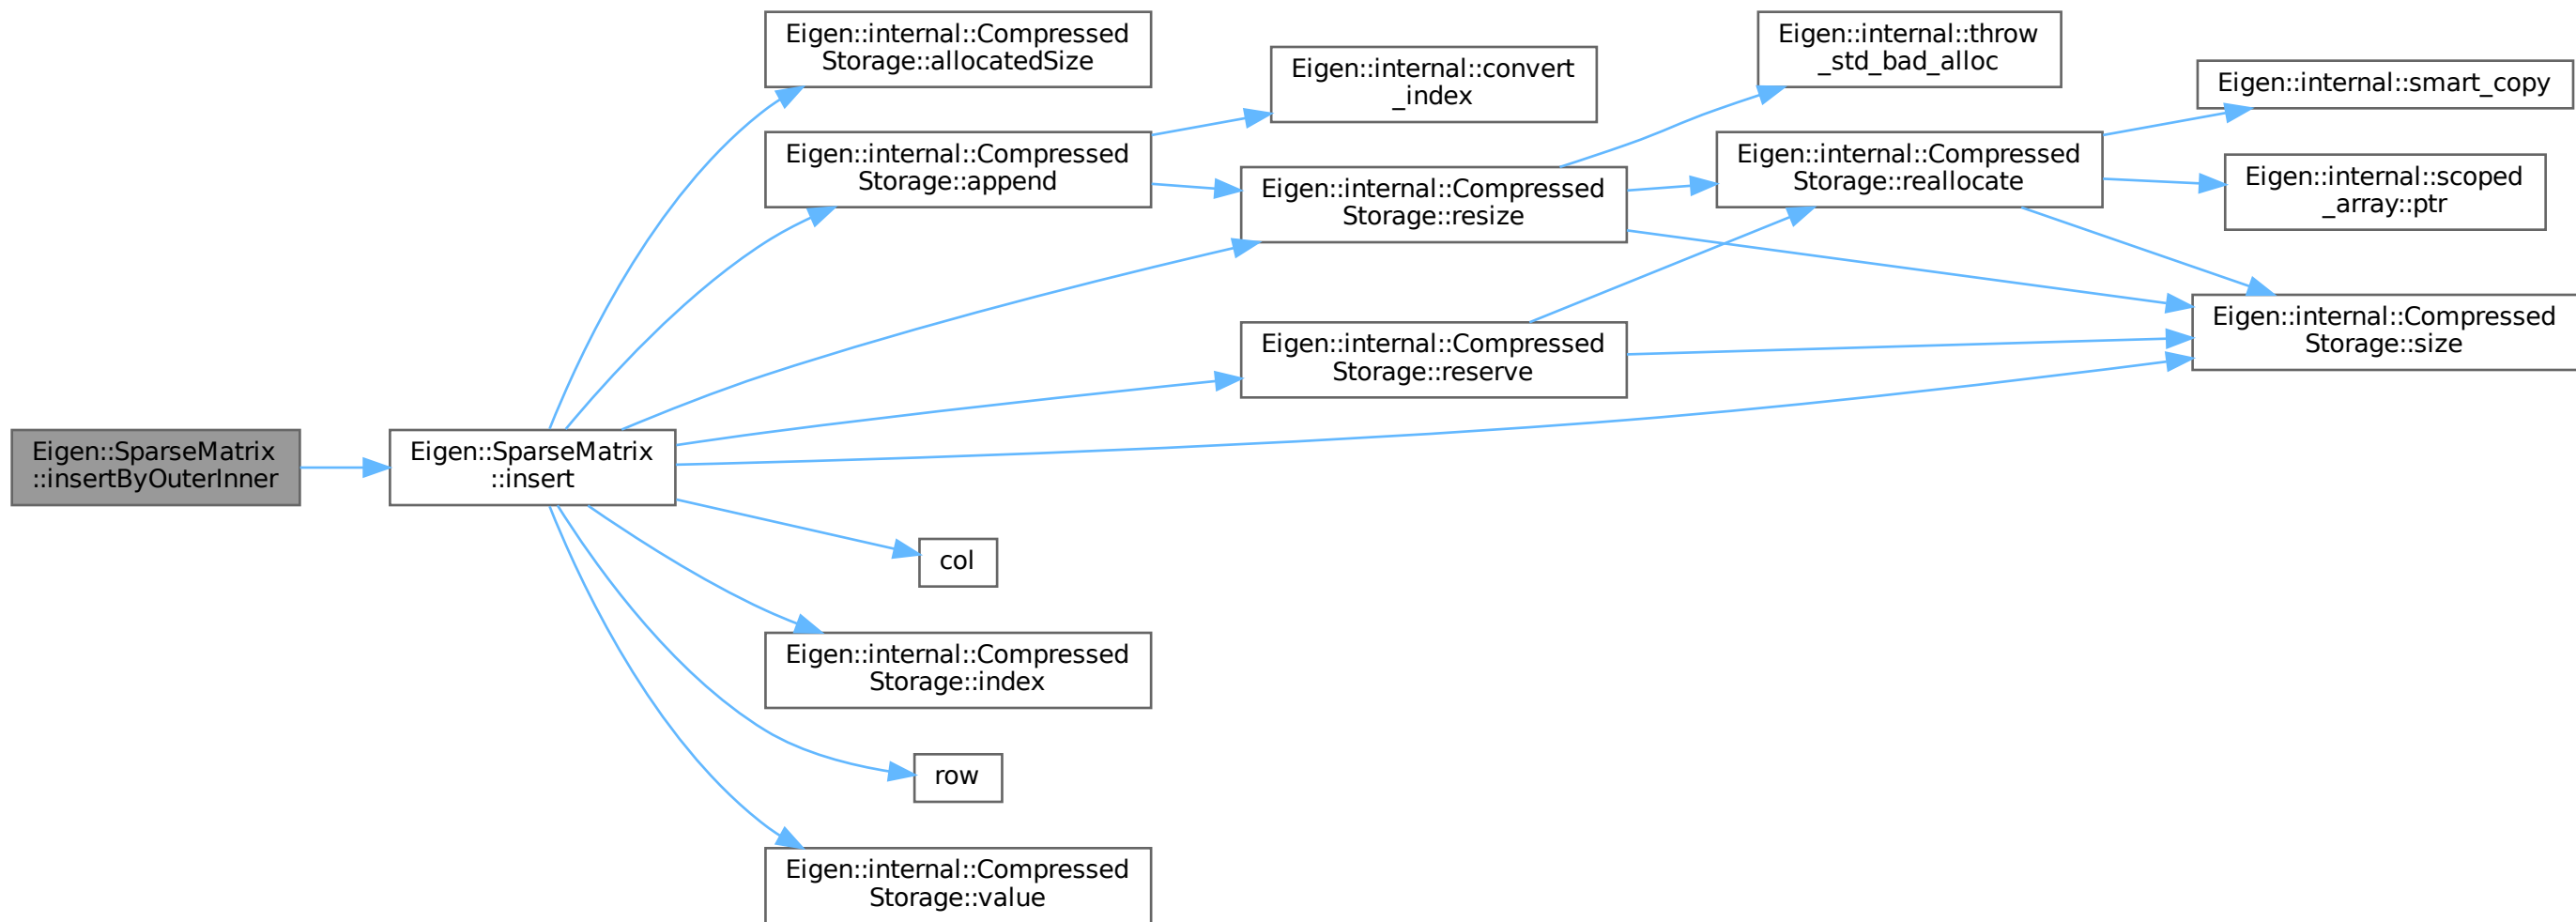 Eigen::SparseMatrix
::insertByOuterInner
Eigen::SparseMatrix
::insert
Eigen::internal::Compressed
Storage::allocatedSize
Eigen::internal::Compressed
Storage::append
Eigen::internal::convert
_index
Eigen::internal::Compressed
Storage::resize
Eigen::internal::throw
_std_bad_alloc
Eigen::internal::Compressed
Storage::reallocate
Eigen::internal::smart_copy
Eigen::internal::scoped
_array::ptr
Eigen::internal::Compressed
Storage::size
Eigen::internal::Compressed
Storage::reserve
col
Eigen::internal::Compressed
Storage::index
row
Eigen::internal::Compressed
Storage::value